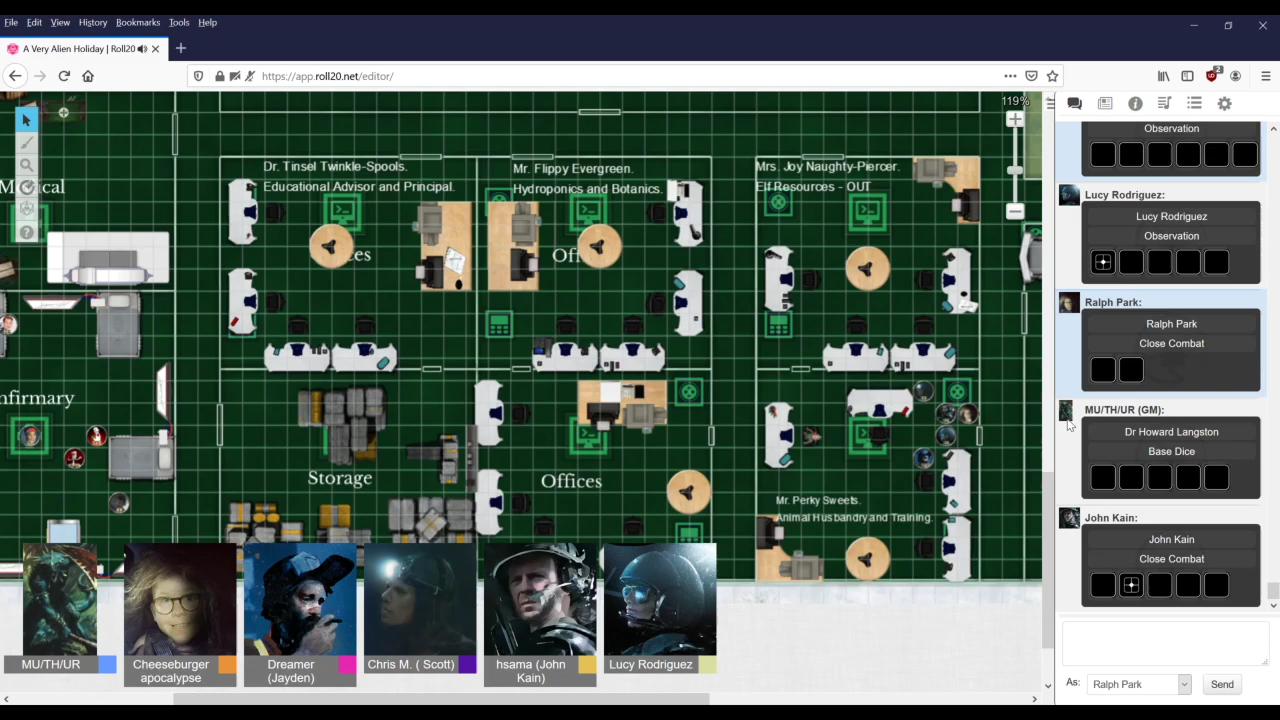 File Edit View History Bookmarks Tools Help
A Very Alien Holiday | Roll20
https://app.roll20.net/editor/
119%
Dr. Tinsel Twinkle-Spools.
Educational Advisor and Principal.
Mr. Flippy Evergreen.
Hydroponics and Botanics.
Mrs. Joy Naughty-Piercer.
Elf Resources - OUT
Storage
Offices
Mr. Perky Sweets.
Animal Husbandry and Training.
MU/TH/UR
Cheeseburger
apocalypse
Dreamer
(Jayden)
Chris M. ( Scott)
hsama (John
Kain)
Lucy Rodriguez
Observation
Lucy Rodriguez:
Lucy Rodriguez
Observation
Ralph Park:
Ralph Park
Close Combat
MU/TH/UR (GM):
Dr Howard Langston
Base Dice
John Kain:
John Kain
Close Combat
As:
Ralph Park
Send